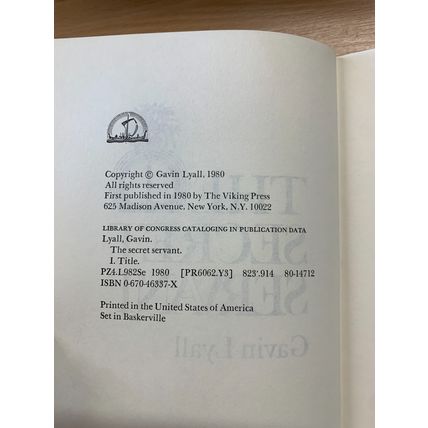 Copyright © Gavin Lyall, 1980
All rights reserved
First published in 1980 by The Viking Press
625 Madison Avenue, New York, N.Y. 10022
LIBRARY OF CONGRESS CATALOGING IN PUBLICATION DATA
Lyall, Gavin.
The secret servant.
I. Title.
PZ4.L982Se 1980 [PR6062.Y3] 823'.914 80-14712
ISBN 0-670-46337-X
Printed in the United States of America
Set in Baskerville